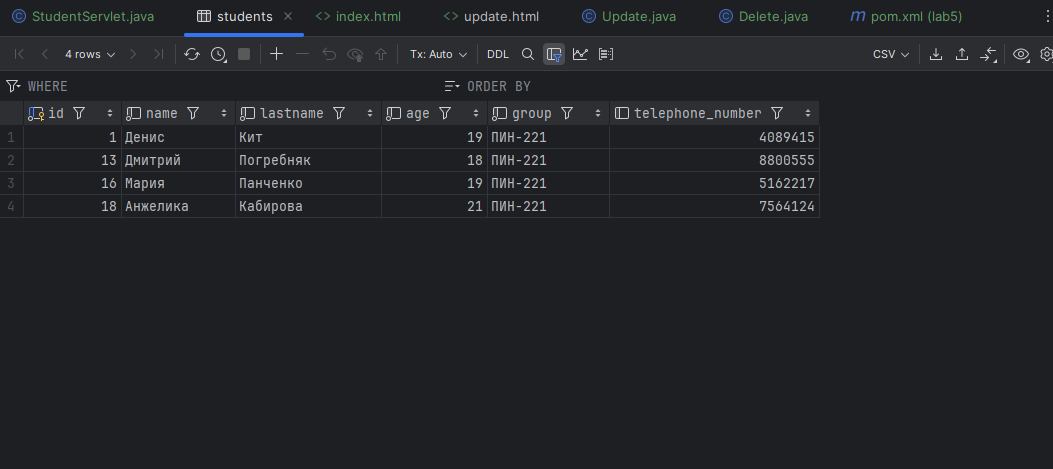 StudentServlet.java students index.html update.html Update.java Delete.java pom.xml (lab5)
4 rows Tx: Auto DDL CSV
WHERE ORDER BY
id name lastname age group telephone_number
1 1 Денис Кит 19 ПИН-221 4089415
2 13 Дмитрий Погребняк 18 ПИН-221 8800555
3 16 Мария Панченко 19 ПИН-221 5162217
4 18 Анжелика Кабирова 21 ПИН-221 7564124